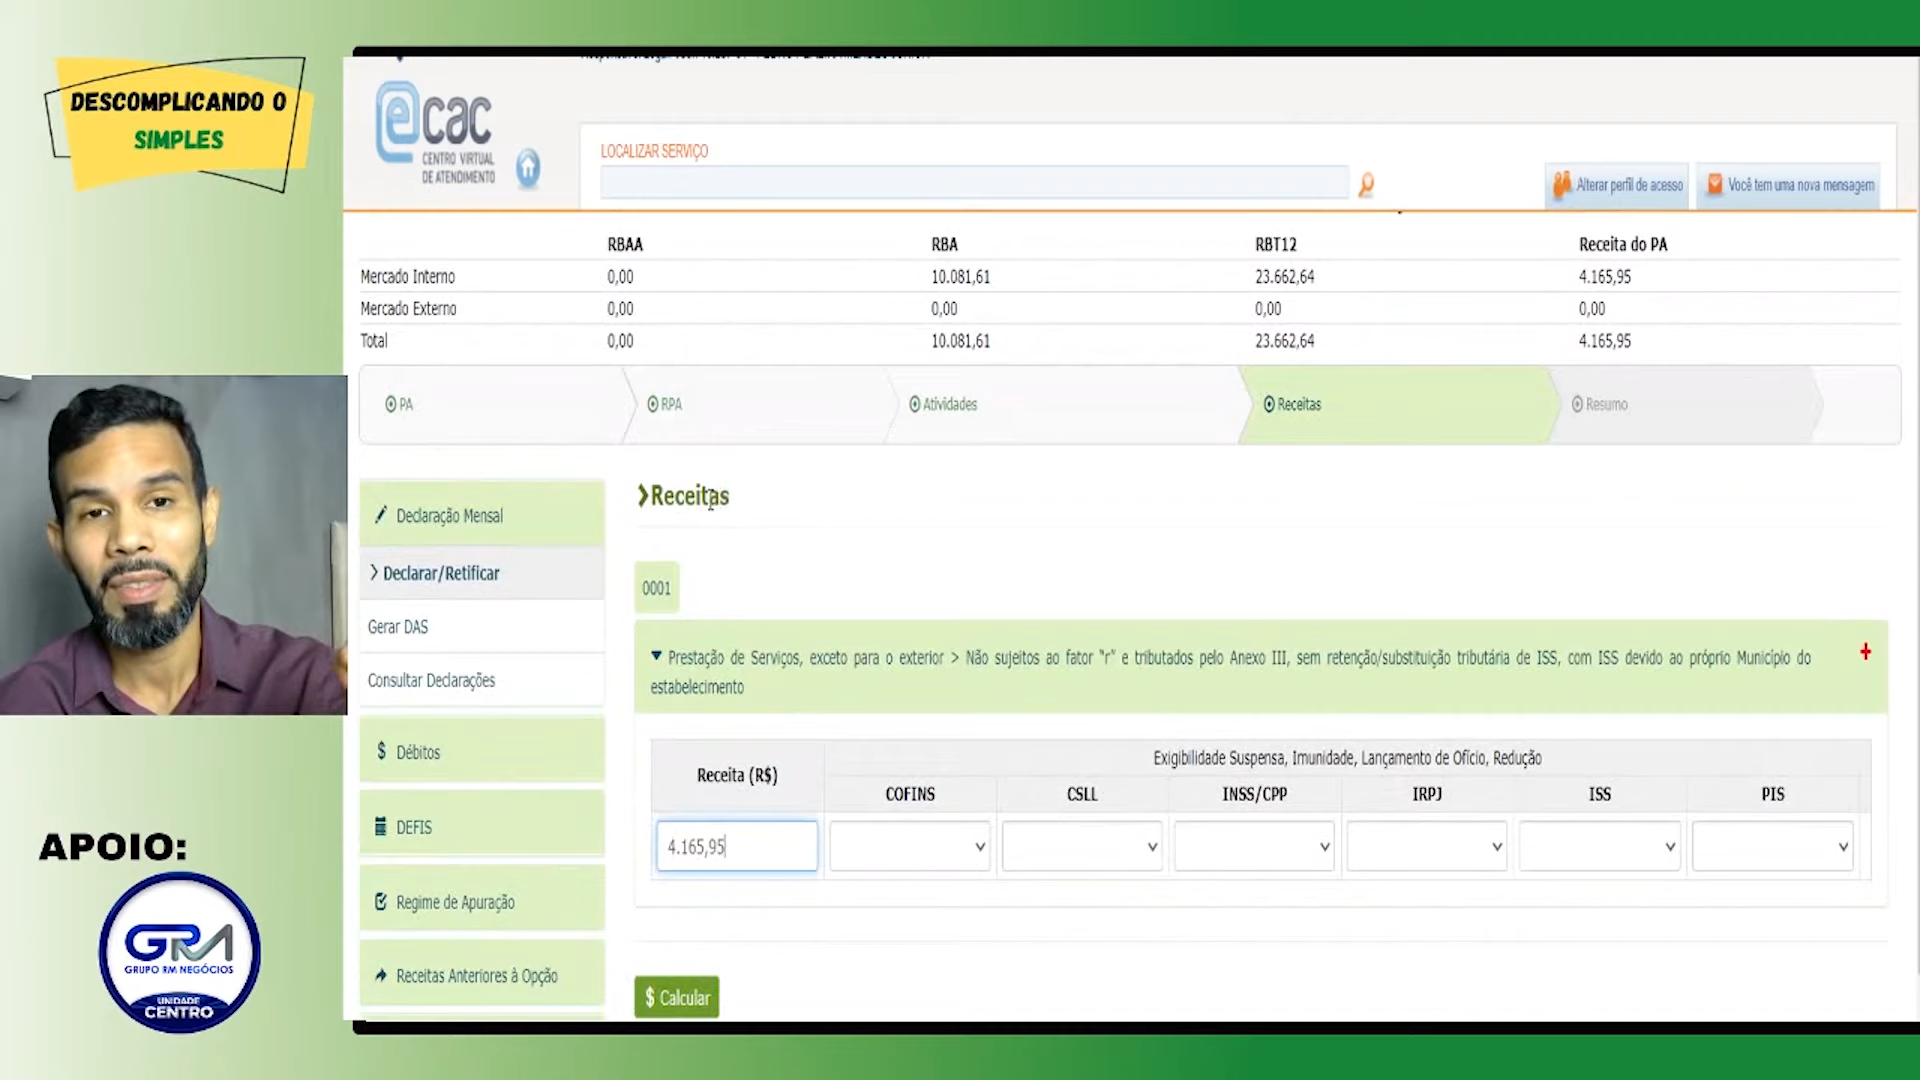 DESCOMPLICANDO O
SIMPLES
ecac
CENTRO VIRTUAL
DE ATENDIMENTO
LOCALIZAR SERVIÇO
Alterar perfil de acesso
Você tem uma nova mensagem
RBAA RBA RBT12 Receita do PA
Mercado Interno 0,00 10.081,61 23.662,64 4.165,95
Mercado Externo 0,00 0,00 0,00 0,00
Total 0,00 10.081,61 23.662,64 4.165,95
PA RPA Atividades Receitas Resumo
Declaração Mensal
Declarar/Retificar
Gerar DAS
Consultar Declarações
$ Débitos
DEFIS
Regime de Apuração
Receitas Anteriores à Opção
Receitas
0001
Prestação de Serviços, exceto para o exterior > Não sujeitos ao fator "r" e tributados pelo Anexo III, sem retenção/substituição tributária de ISS, com ISS devido ao próprio Município do
estabelecimento
Receita (R$)
Exigibilidade Suspensa, Imunidade, Lançamento de Ofício, Redução
COFINS CSLL INSS/CPP IRPJ ISS PIS
4.165,95
$ Calcular
APOIO:
GRM
GRUPO RM NEGÓCIOS
UNIDADE
CENTRO